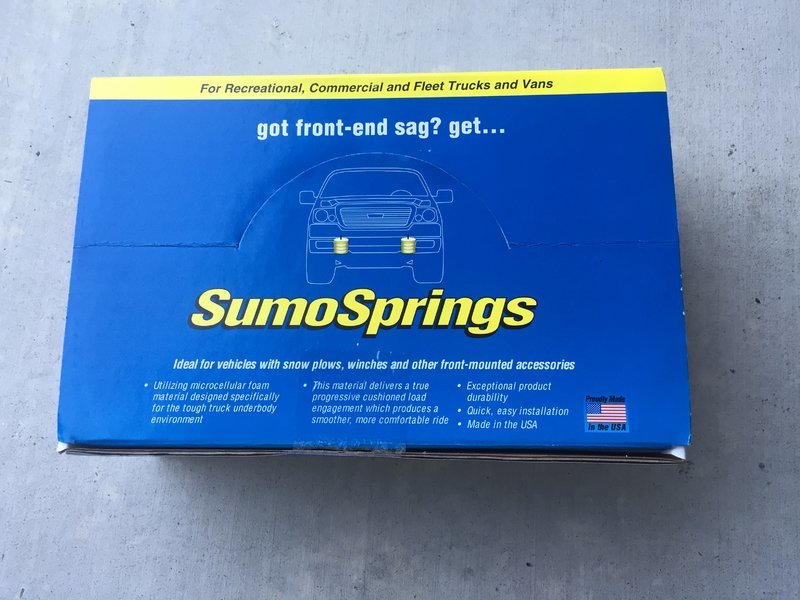 For Recreational, Commercial and Fleet Trucks and Vans
got front-end sag? get...
SumoSprings
Ideal for vehicles with snow plows, winches and other front-mounted accessories
• Utilizing microcellular foam
material designed specifically
for the tough truck underbody
environment
• This material delivers a true
progressive cushioned load
engagement which produces a
smoother, more comfortable ride
• Exceptional product
durability
• Quick, easy installation
• Made in the USA
Proudly Made
In the USA